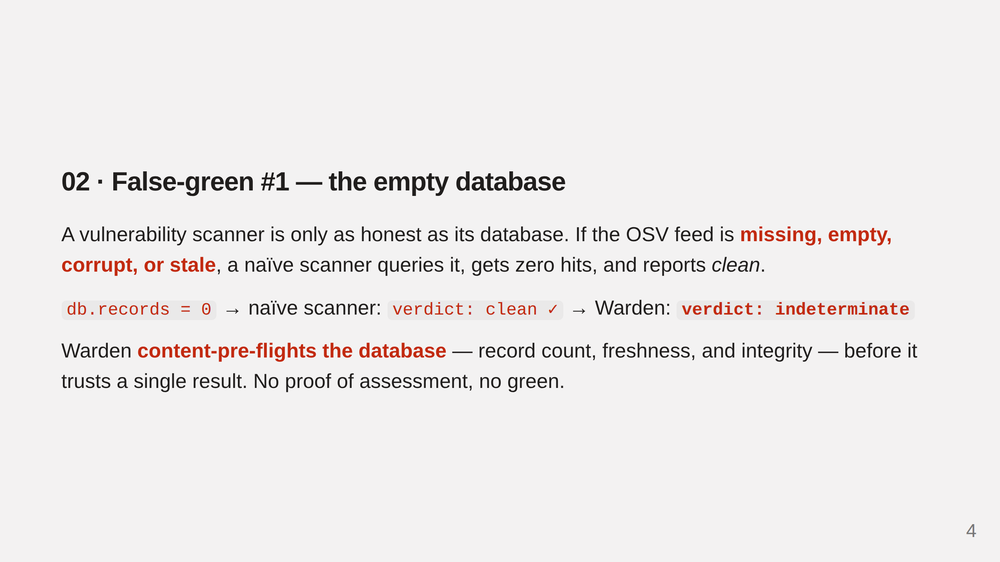 02 · False-green #1 — the empty database
A vulnerability scanner is only as honest as its database. If the OSV feed is missing, empty,
corrupt, or stale, a naïve scanner queries it, gets zero hits, and reports clean.
db.records = 0 → naïve scanner: verdict: clean ✓ → Warden: verdict: indeterminate
Warden content-pre-flights the database — record count, freshness, and integrity — before it
trusts a single result. No proof of assessment, no green.
4